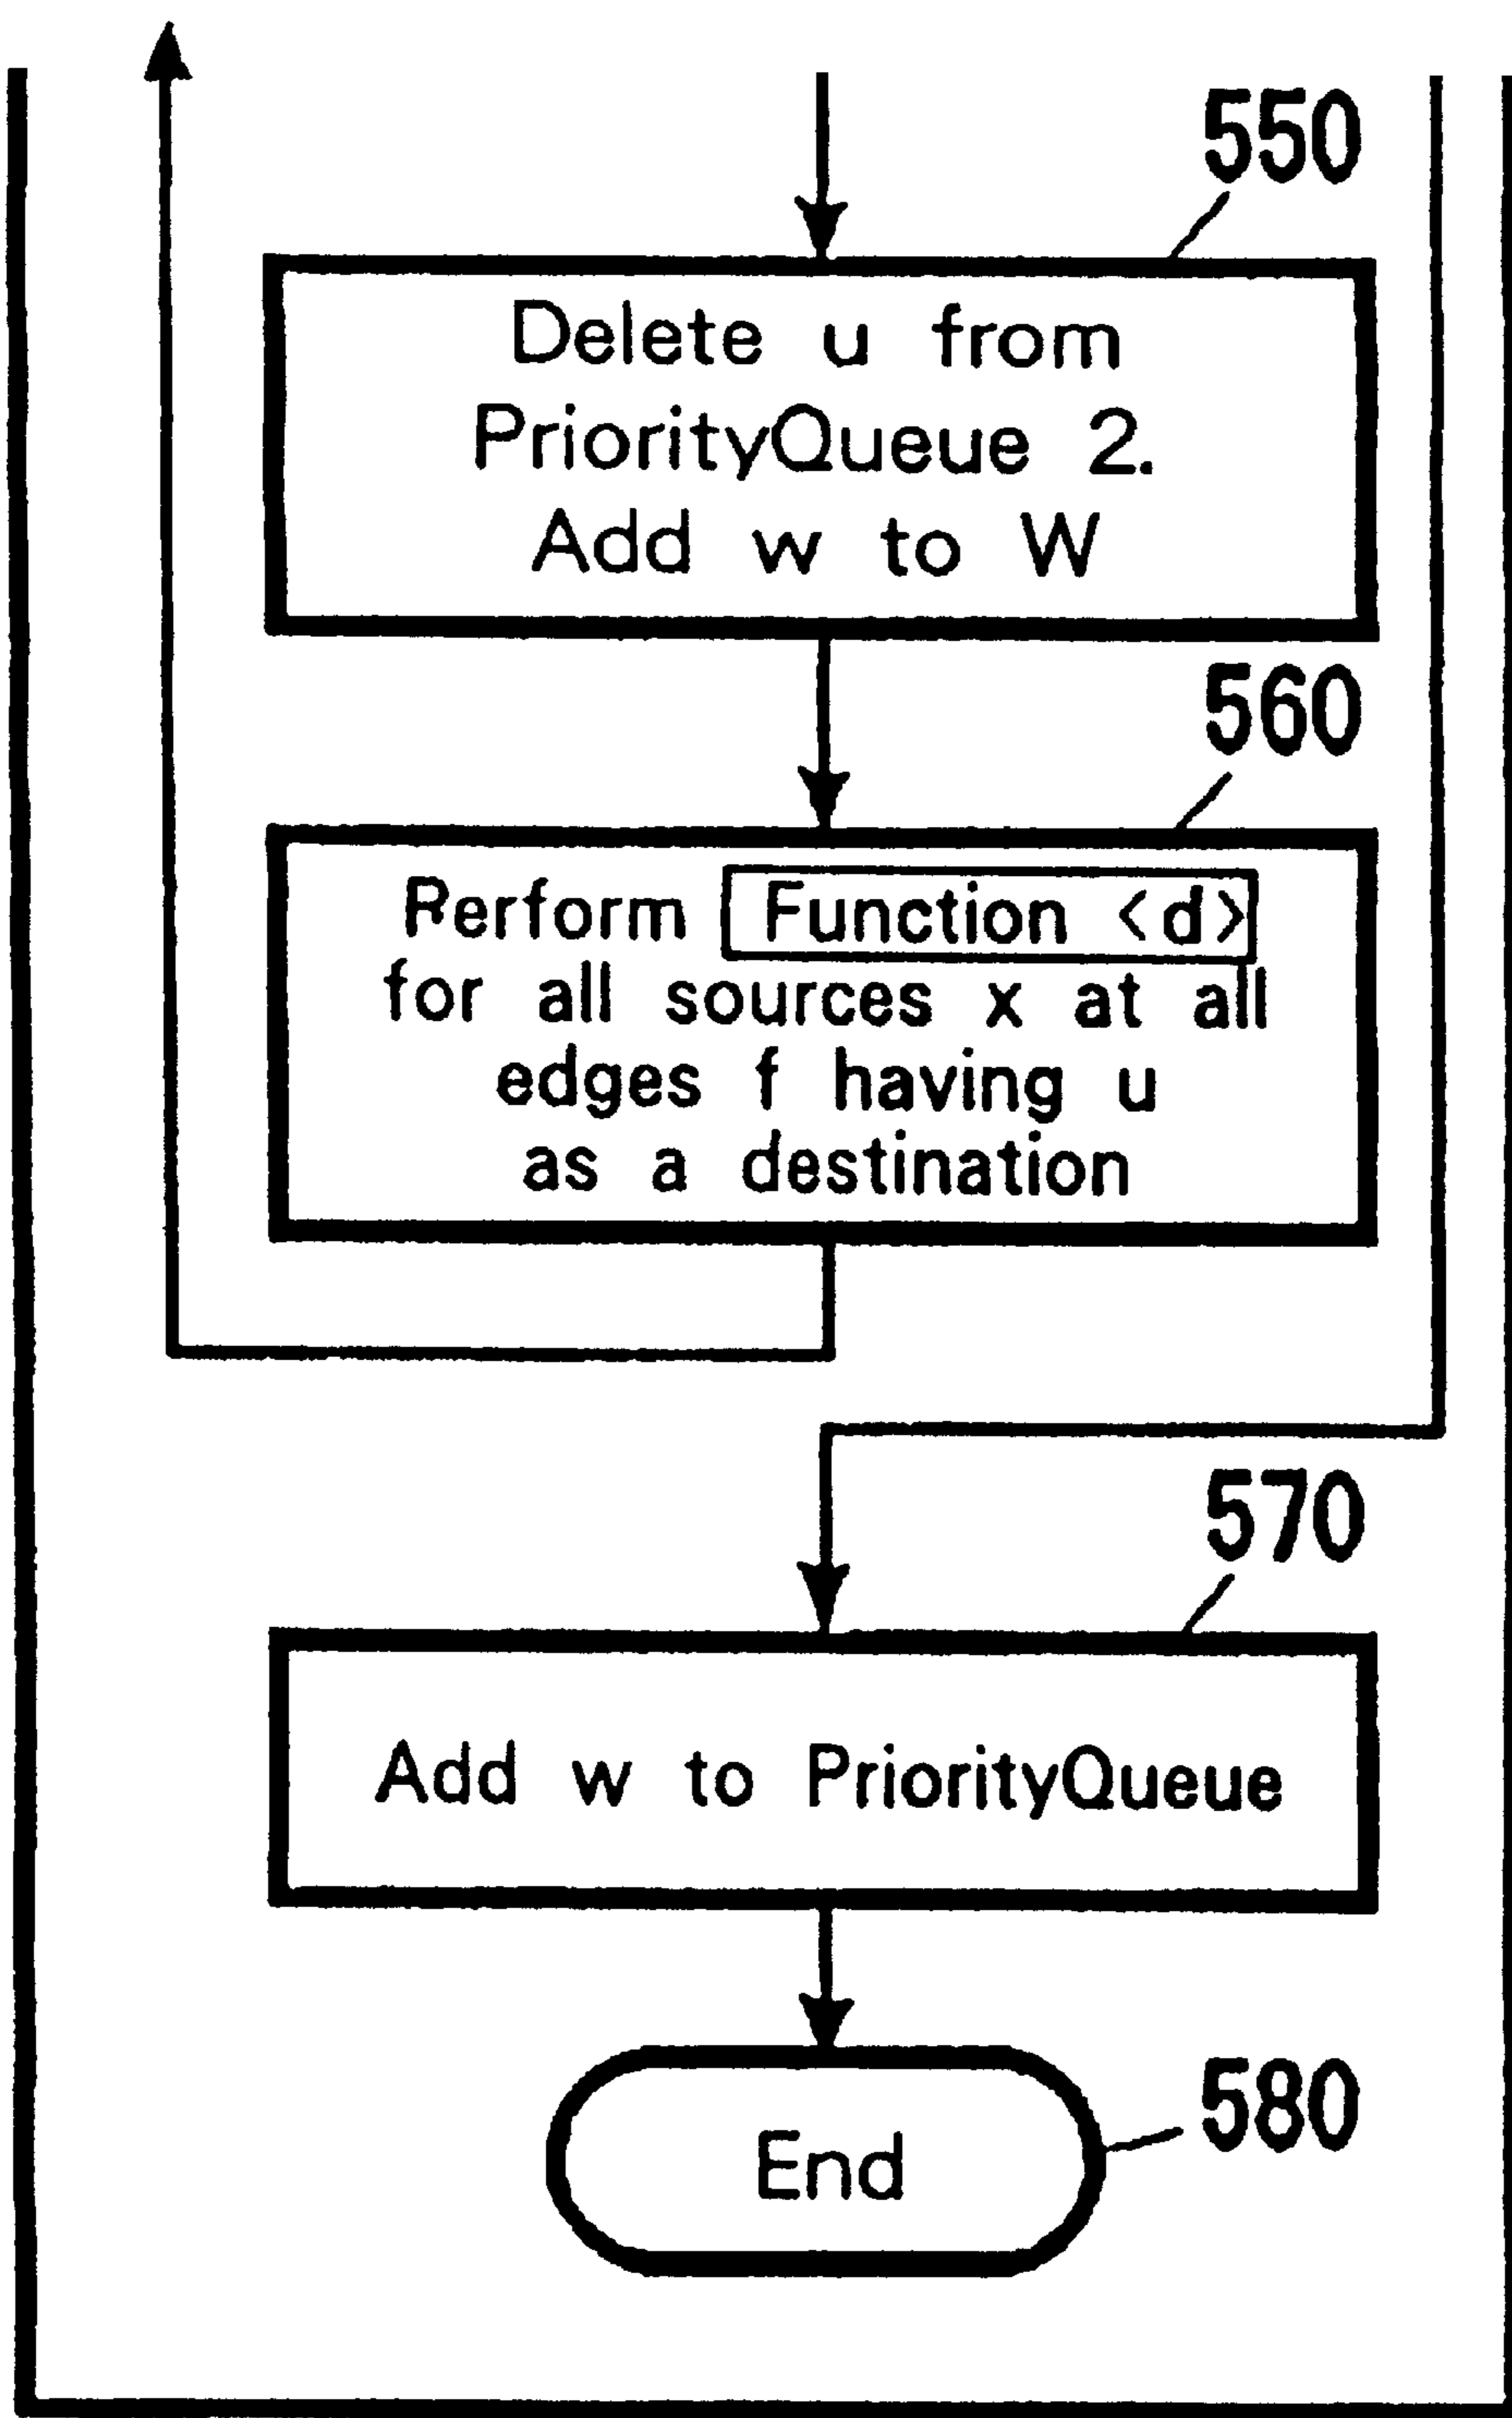 550
Delete u from
PriorityQueue 2.
Add w to W
560
Perform Function <d>
for all sources x at all
edges f having u
as a destination
570
Add w to PriorityQueue
End
580